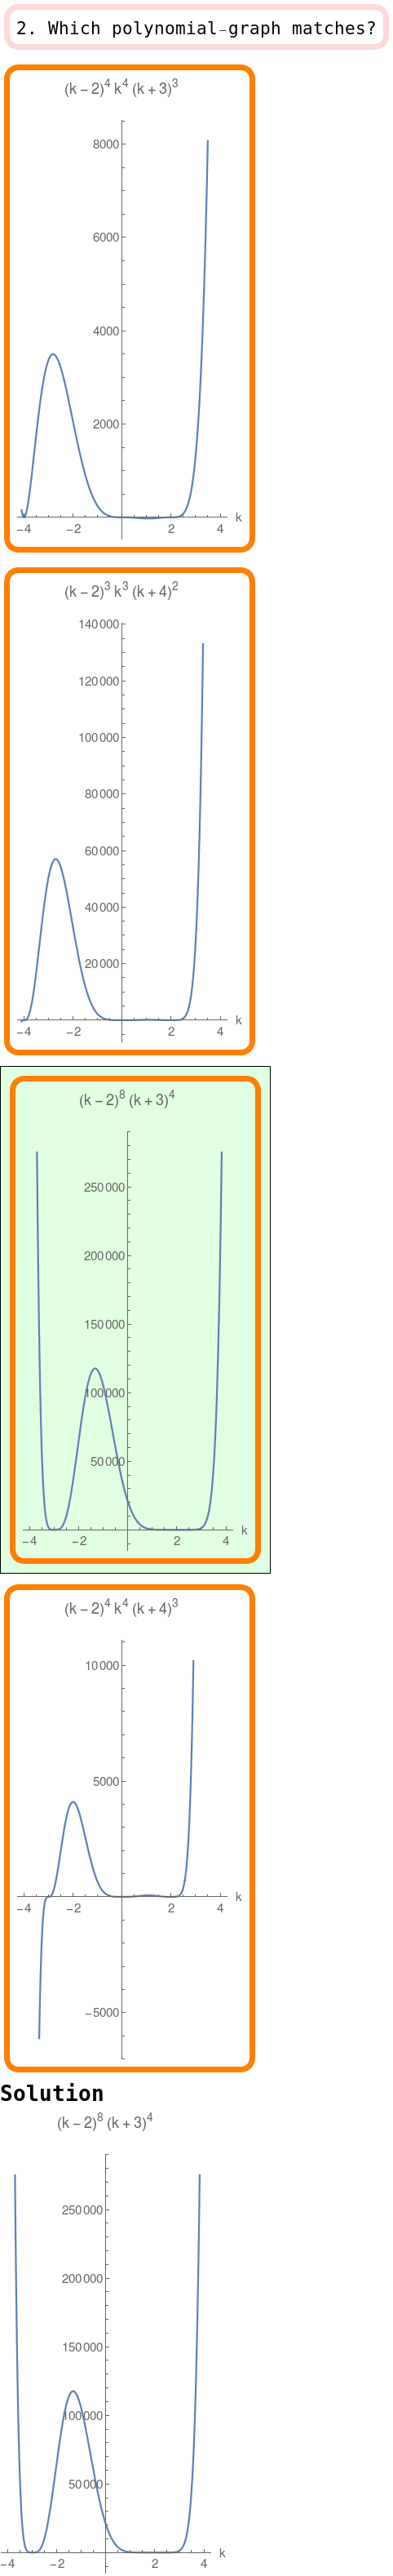 2. Which polynomial-graph matches?
(k - 2)^4 k^4 (k + 3)^3
8000
6000
4000
2000
-4 -2 2 4 k
(k - 2)^3 k^3 (k + 4)^2
140 000
120 000
100 000
80 000
60 000
40 000
20 000
-4 -2 2 4 k
(k - 2)^8 (k + 3)^4
250 000
200 000
150 000
100 000
50 000
-4 -2 2 4 k
(k - 2)^4 k^4 (k + 4)^3
10 000
5000
-4 -2 2 4 k
-5000
Solution
(k - 2)^8 (k + 3)^4
250 000
200 000
150 000
100 000
50 000
-4 -2 2 4 k